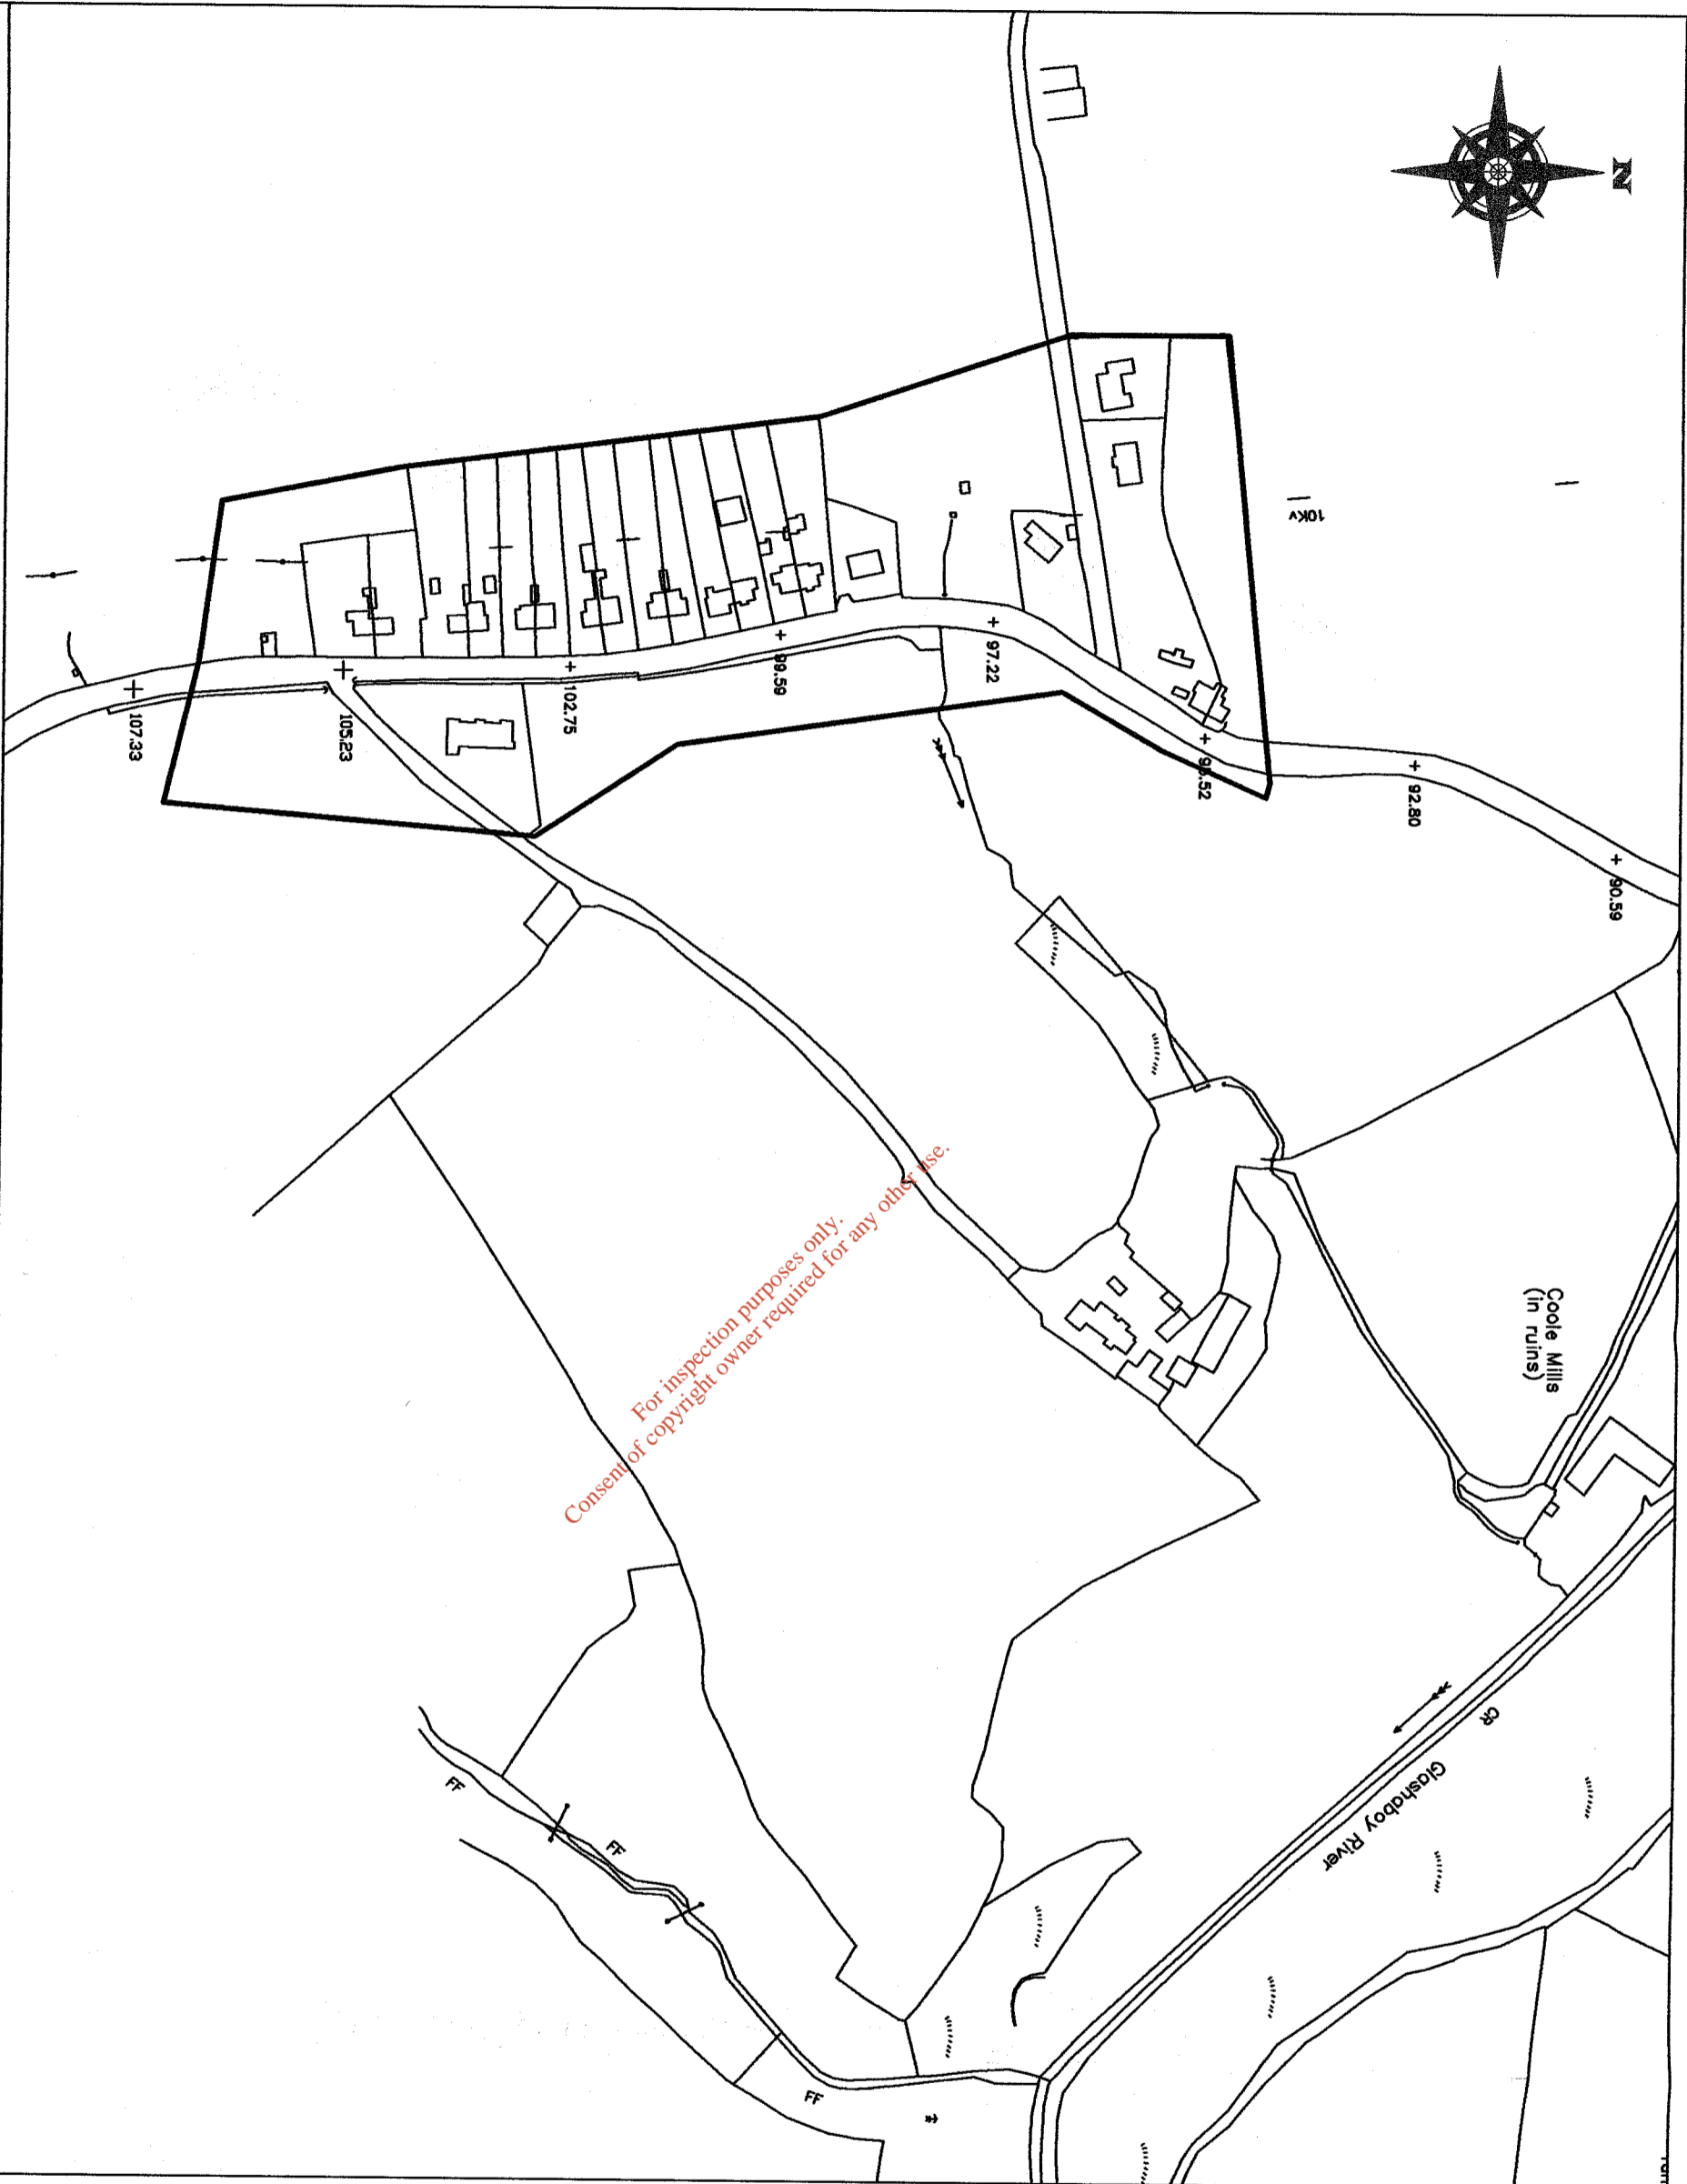 N
10Kv
90.59
92.80
97.22
99.59
102.75
105.23
107.33
Coole Mills
(in ruins)
CR
Glashaboy River
FF
FF
FF
For inspection purposes only.
Consent of copyright owner required for any other use.